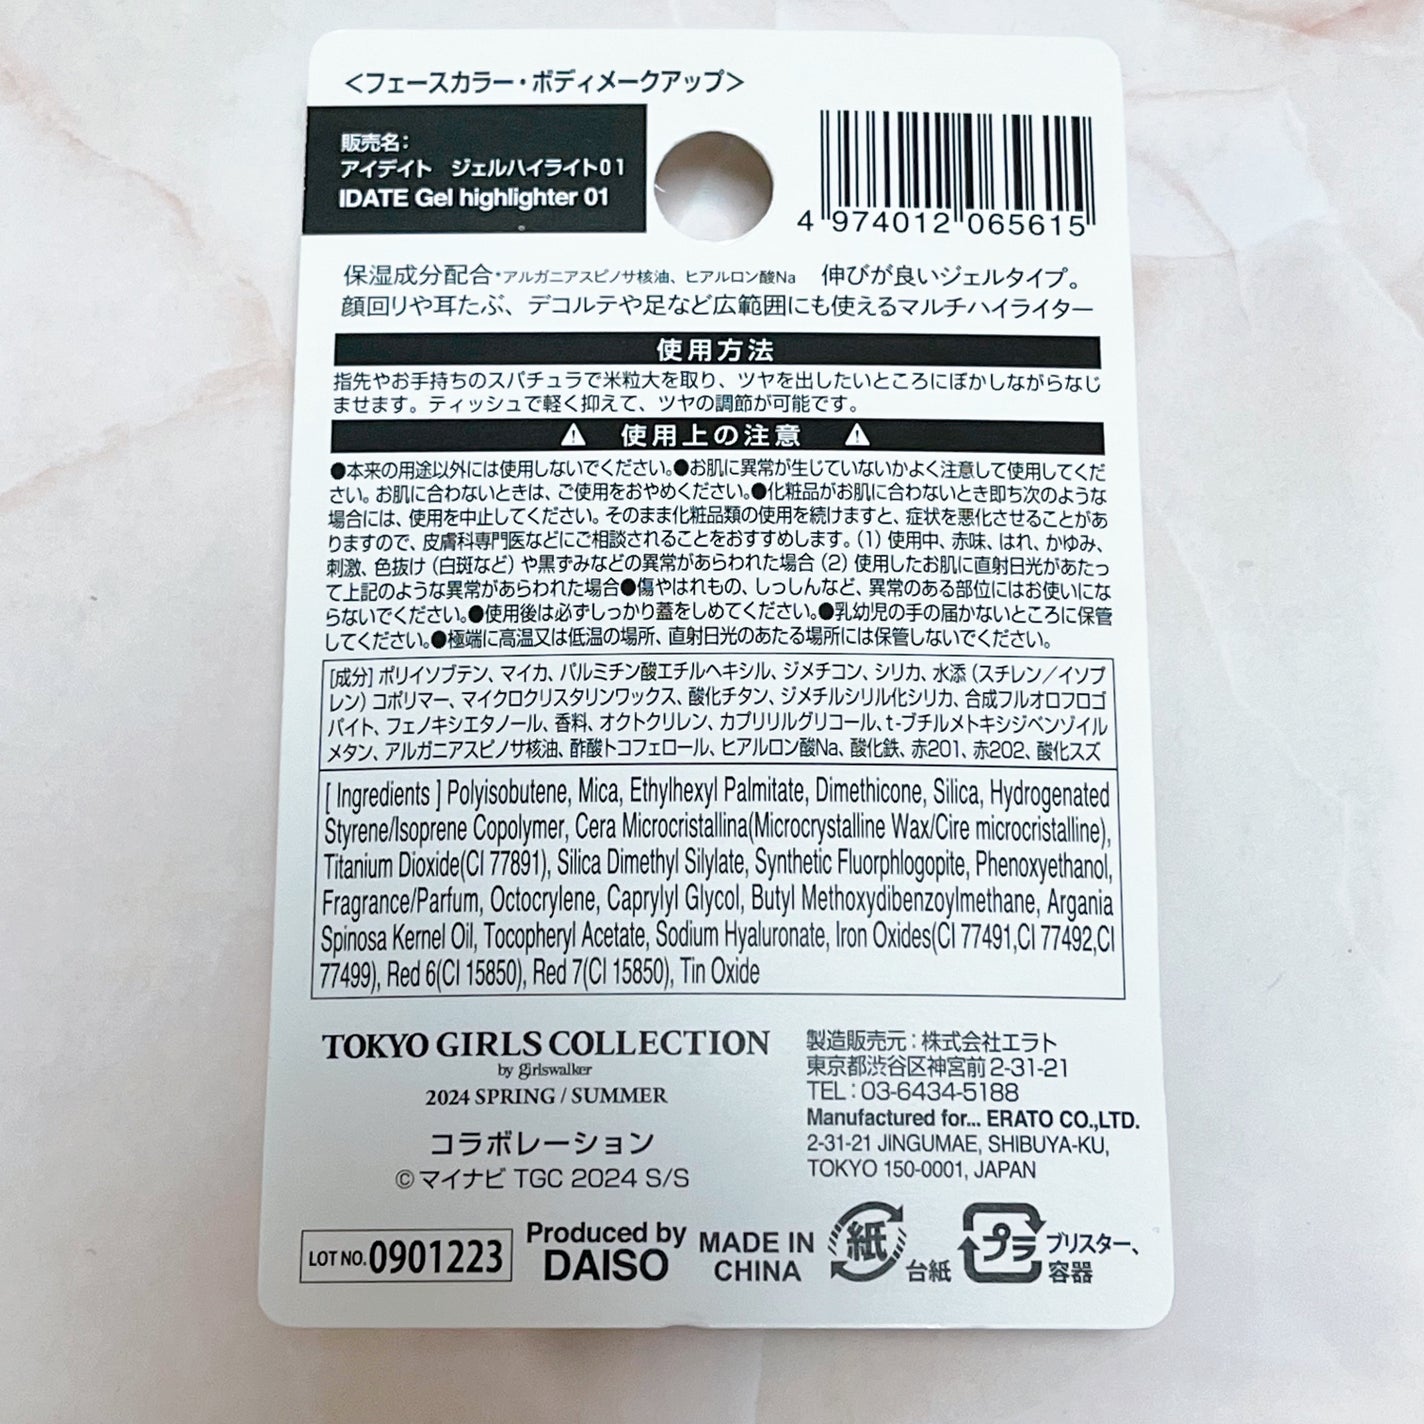 ＜フェースカラー・ボディメークアップ＞
販売名：
アイデイト　ジェルハイライト01
IDATE Gel highlighter 01
4 974012 065615
保湿成分配合*アルガニアスピノサ核油、ヒアルロン酸Na　伸びが良いジェルタイプ。
顔回りや耳たぶ、デコルテや足など広範囲にも使えるマルチハイライター
使用方法
指先やお手持ちのスパチュラで米粒大を取り、ツヤを出したいところにぼかしながらなじ
ませます。ティッシュで軽く抑えて、ツヤの調節が可能です。
⚠ 使用上の注意 ⚠
●本来の用途以外には使用しないでください。●お肌に異常が生じていないかよく注意して使用してくだ
さい。お肌に合わないときは、ご使用をおやめください。●化粧品がお肌に合わないとき即ち次のような
場合には、使用を中止してください。そのまま化粧品類の使用を続けますと、症状を悪化させることがあ
りますので、皮膚科専門医などにご相談されることをおすすめします。（1）使用中、赤味、はれ、かゆみ、
刺激、色抜け（白斑など）や黒ずみなどの異常があらわれた場合（2）使用したお肌に直射日光があたっ
て上記のような異常があらわれた場合●傷やはれもの、しっしんなど、異常のある部位にはお使いにな
らないでください。●使用後は必ずしっかり蓋をしめてください。●乳幼児の手の届かないところに保管
してください。●極端に高温又は低温の場所、直射日光のあたる場所には保管しないでください。
[成分] ポリイソブテン、マイカ、パルミチン酸エチルヘキシル、ジメチコン、シリカ、水添（スチレン／イソプ
レン）コポリマー、マイクロクリスタリンワックス、酸化チタン、ジメチルシリル化シリカ、合成フルオロフロゴ
パイト、フェノキシエタノール、香料、オクトクリレン、カプリリルグリコール、t-ブチルメトキシジベンゾイル
メタン、アルガニアスピノサ核油、酢酸トコフェロール、ヒアルロン酸Na、酸化鉄、赤201、赤202、酸化スズ
[ Ingredients ] Polyisobutene, Mica, Ethylhexyl Palmitate, Dimethicone, Silica, Hydrogenated
Styrene/Isoprene Copolymer, Cera Microcristallina(Microcrystalline Wax/Cire microcristalline),
Titanium Dioxide(CI 77891), Silica Dimethyl Silylate, Synthetic Fluorphlogopite, Phenoxyethanol,
Fragrance/Parfum, Octocrylene, Caprylyl Glycol, Butyl Methoxydibenzoylmethane, Argania
Spinosa Kernel Oil, Tocopheryl Acetate, Sodium Hyaluronate, Iron Oxides(CI 77491,CI 77492,CI
77499), Red 6(CI 15850), Red 7(CI 15850), Tin Oxide
TOKYO GIRLS COLLECTION
by girlswalker
2024 SPRING / SUMMER
コラボレーション
©マイナビ TGC 2024 S/S
製造販売元：株式会社エラト
東京都渋谷区神宮前2-31-21
TEL：03-6434-5188
Manufactured for... ERATO CO.,LTD.
2-31-21 JINGUMAE, SHIBUYA-KU,
TOKYO 150-0001, JAPAN
LOT NO. 0901223
Produced by
DAISO
MADE IN
CHINA
紙
台紙
プラ
ブリスター、
容器